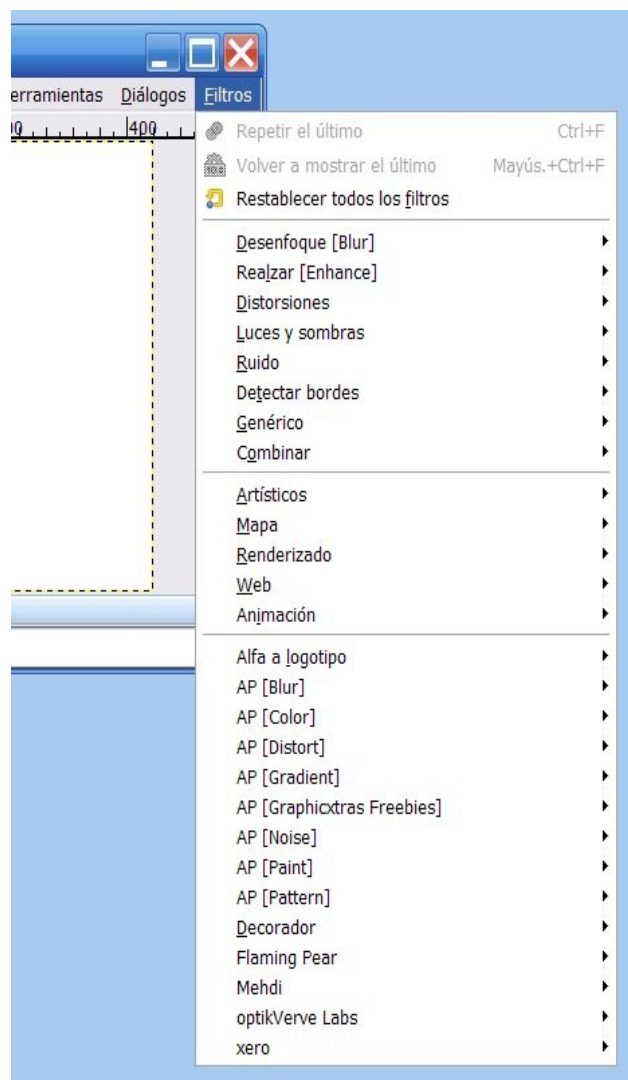 erramientas Diálogos Filtros
400
Repetir el último Ctrl+F
Volver a mostrar el último Mayús.+Ctrl+F
Restablecer todos los filtros
Desenfoque [Blur]
Realzar [Enhance]
Distorsiones
Luces y sombras
Ruido
Detectar bordes
Genérico
Combinar
Artísticos
Mapa
Renderizado
Web
Animación
Alfa a logotipo
AP [Blur]
AP [Color]
AP [Distort]
AP [Gradient]
AP [Graphicxtras Freebies]
AP [Noise]
AP [Paint]
AP [Pattern]
Decorador
Flaming Pear
Mehdi
optikVerve Labs
xero